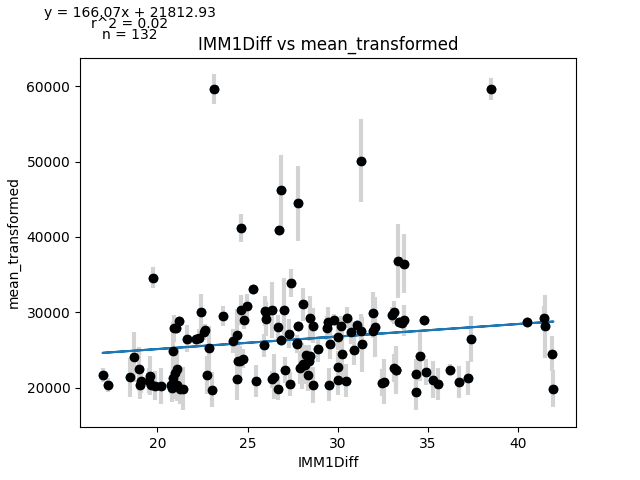 y = 166.07x + 21812.93
r^2 = 0.02
n = 132
IMM1Diff vs mean_transformed
60000
50000
40000
30000
20000
mean_transformed
20 25 30 35 40
IMM1Diff